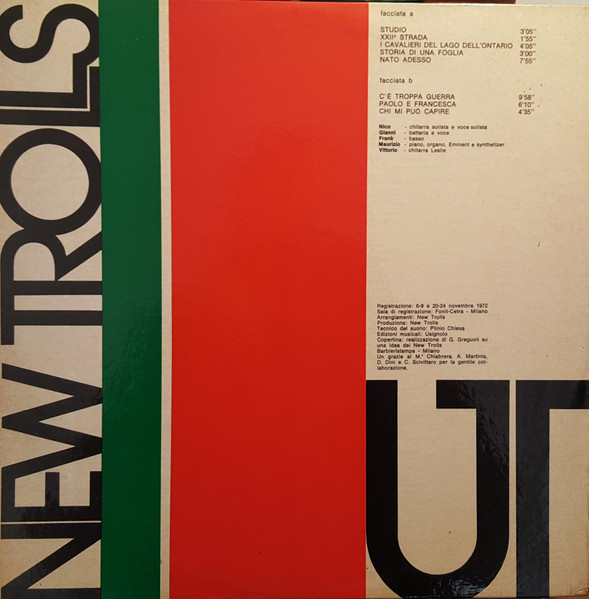 NEW TROLLS
facciata a
STUDIO 3'05"
XXIIª STRADA 1'55"
I CAVALIERI DEL LAGO DELL'ONTARIO 4'05"
STORIA DI UNA FOGLIA 3'00"
NATO ADESSO 7'55"
facciata b
C'È TROPPA GUERRA 9'58"
PAOLO E FRANCESCA 6'10"
CHI MI PUÒ CAPIRE 4'35"
Nico - chitarra solista e voce solista
Gianni - batteria e voce
Frank - basso
Maurizio - piano, organo, Eminent e synthetizer
Vittorio - chitarra Leslie
Registrazione: 6-9 e 20-24 novembre 1972
Sala di registrazione: Fonit-Cetra - Milano
Arrangiamenti: New Trolls
Produzione: New Trolls
Tecnico del suono: Plinio Chiesa
Edizioni musicali: Usignolo
Copertina: realizzazione di G. Greguoli su
una idea dei New Trolls
Barbieristampa - Milano
Un grazie al M.° Chiabrera, A. Martinis,
D. Dini e C. Scivittaro per la gentile col-
laborazione.
UT